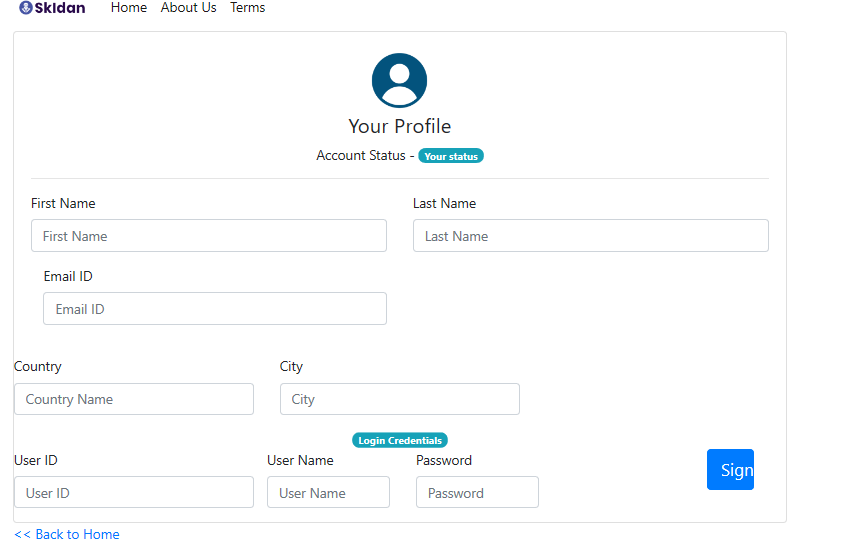 SkIdan Home About Us Terms
Your Profile
Account Status - Your status
First Name Last Name
First Name Last Name
Email ID
Email ID
Country City
Country Name City
Login Credentials
User ID User Name Password Sign
User ID User Name Password
<< Back to Home